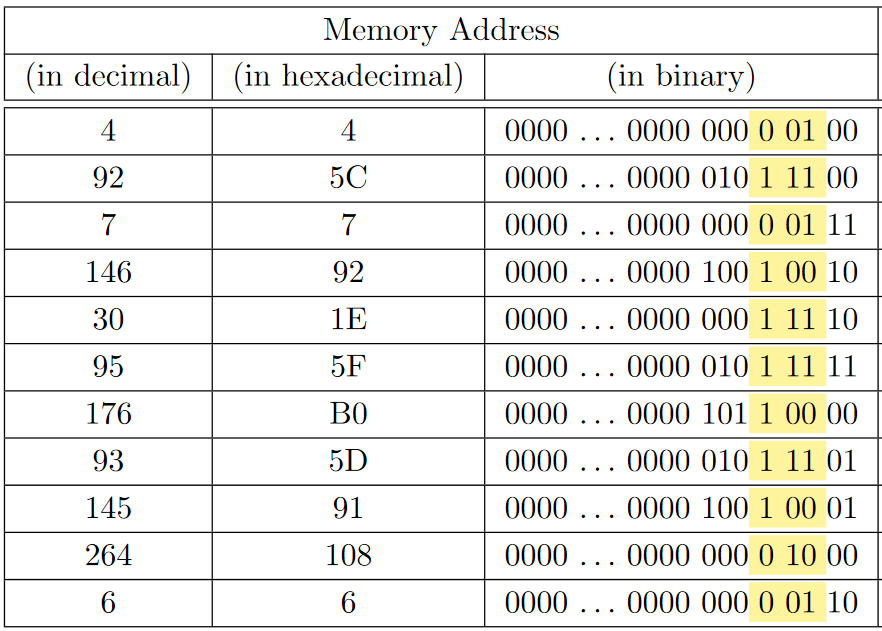 Memory Address
(in decimal) (in hexadecimal) (in binary)
4 4 0000 ... 0000 000 0 01 00
92 5C 0000 ... 0000 010 1 11 00
7 7 0000 ... 0000 000 0 01 11
146 92 0000 ... 0000 100 1 00 10
30 1E 0000 ... 0000 000 1 11 10
95 5F 0000 ... 0000 010 1 11 11
176 B0 0000 ... 0000 101 1 00 00
93 5D 0000 ... 0000 010 1 11 01
145 91 0000 ... 0000 100 1 00 01
264 108 0000 ... 0000 000 0 10 00
6 6 0000 ... 0000 000 0 01 10